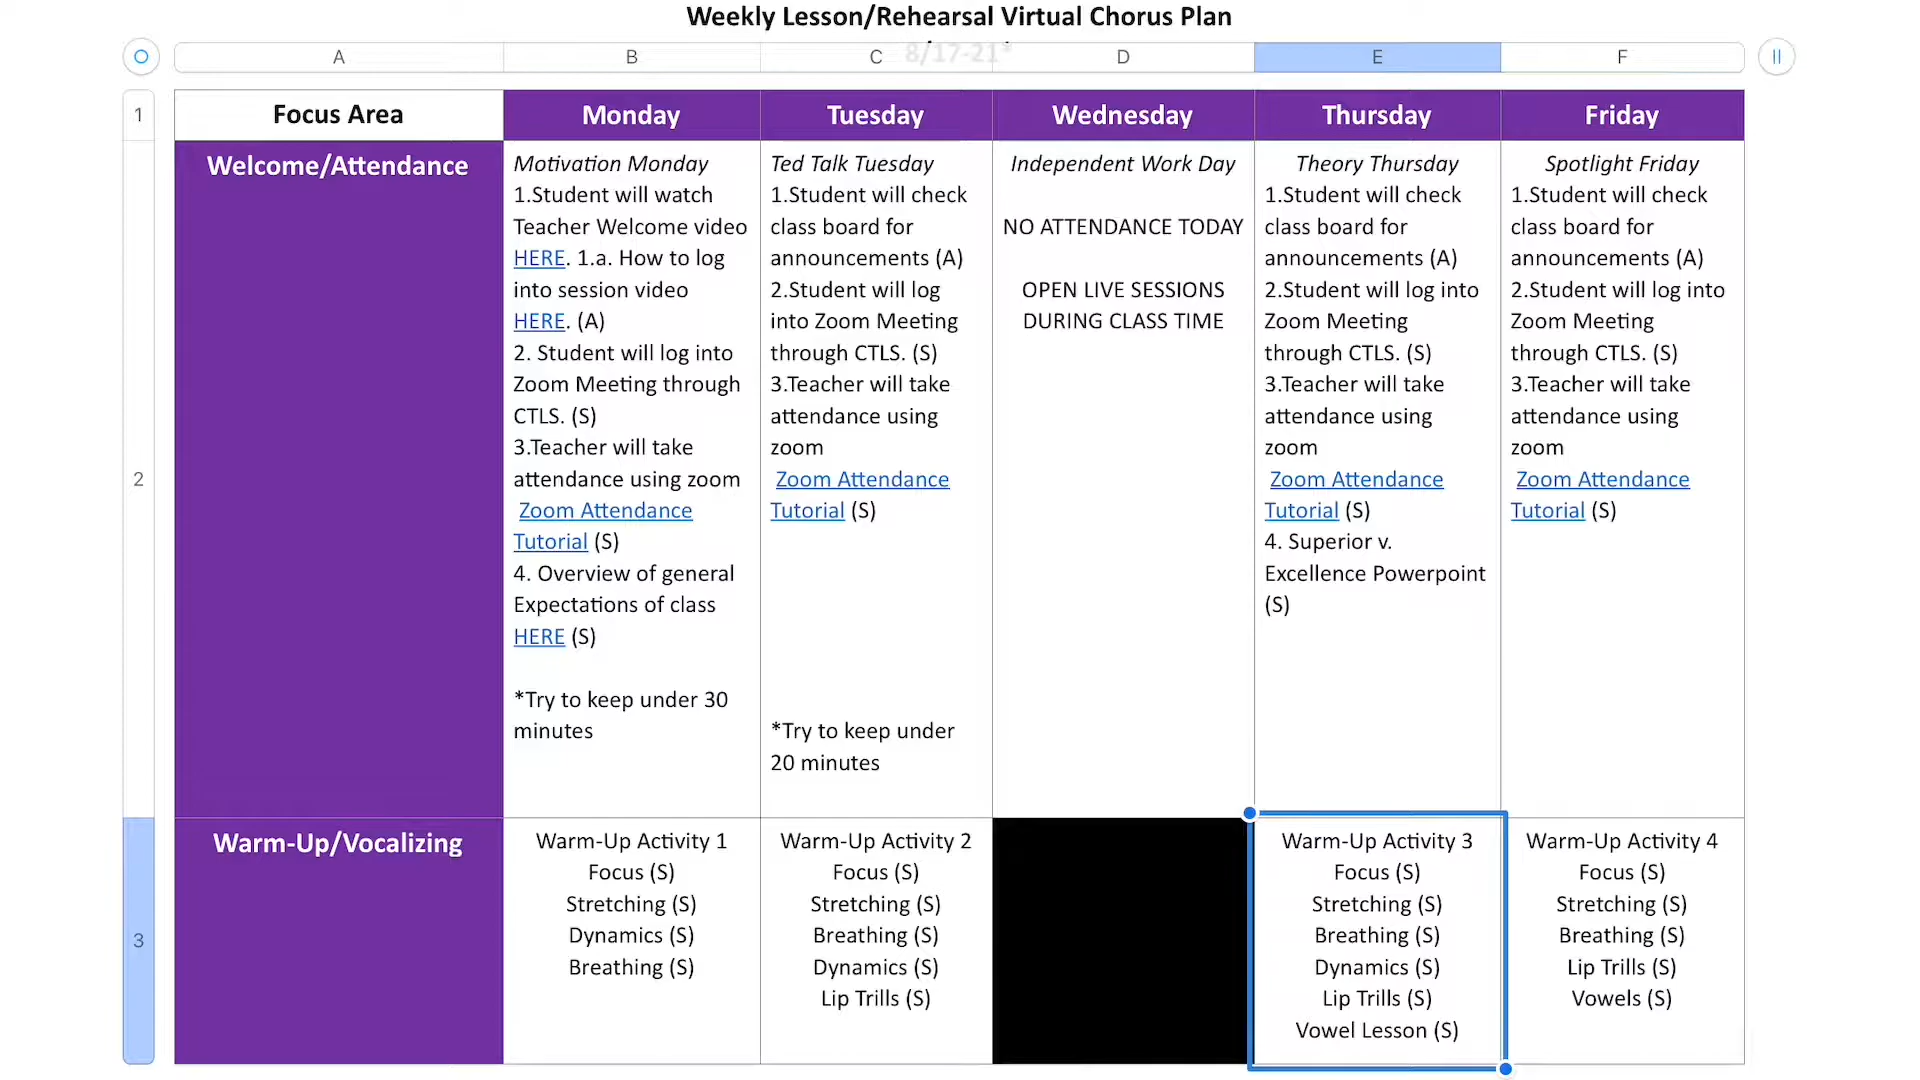 Weekly Lesson/Rehearsal Virtual Chorus Plan
8/17-21*
A B C D E F
1
Focus Area Monday Tuesday Wednesday Thursday Friday
2
Welcome/Attendance
Motivation Monday
1.Student will watch
Teacher Welcome video
HERE. 1.a. How to log
into session video
HERE. (A)
2. Student will log into
Zoom Meeting through
CTLS. (S)
3.Teacher will take
attendance using zoom
Zoom Attendance
Tutorial (S)
4. Overview of general
Expectations of class
HERE (S)
*Try to keep under 30
minutes
Ted Talk Tuesday
1.Student will check
class board for
announcements (A)
2.Student will log
into Zoom Meeting
through CTLS. (S)
3.Teacher will take
attendance using
zoom
Zoom Attendance
Tutorial (S)
*Try to keep under
20 minutes
Independent Work Day
NO ATTENDANCE TODAY
OPEN LIVE SESSIONS
DURING CLASS TIME
Theory Thursday
1.Student will check
class board for
announcements (A)
2.Student will log into
Zoom Meeting
through CTLS. (S)
3.Teacher will take
attendance using
zoom
Zoom Attendance
Tutorial (S)
4. Superior v.
Excellence Powerpoint
(S)
Spotlight Friday
1.Student will check
class board for
announcements (A)
2.Student will log into
Zoom Meeting
through CTLS. (S)
3.Teacher will take
attendance using
zoom
Zoom Attendance
Tutorial (S)
3
Warm-Up/Vocalizing
Warm-Up Activity 1
Focus (S)
Stretching (S)
Dynamics (S)
Breathing (S)
Warm-Up Activity 2
Focus (S)
Stretching (S)
Breathing (S)
Dynamics (S)
Lip Trills (S)
Warm-Up Activity 3
Focus (S)
Stretching (S)
Breathing (S)
Dynamics (S)
Lip Trills (S)
Vowel Lesson (S)
Warm-Up Activity 4
Focus (S)
Stretching (S)
Breathing (S)
Lip Trills (S)
Vowels (S)